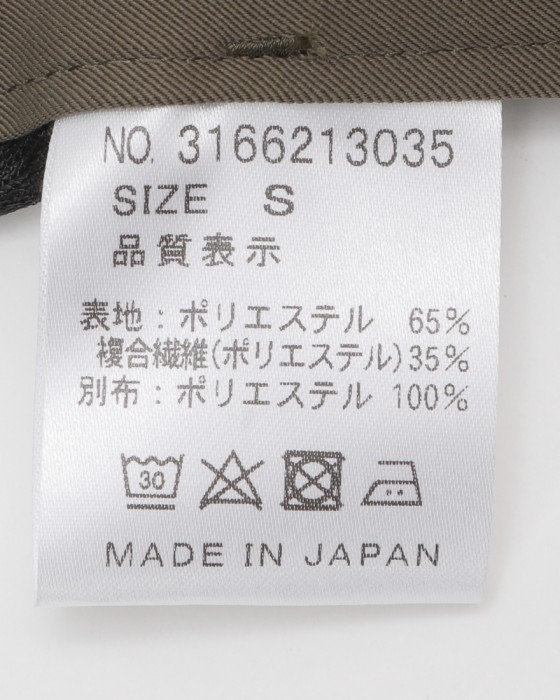 NO. 3166213035
SIZE S
品質表示
表地：ポリエステル 65%
複合繊維(ポリエステル)35%
別布：ポリエステル 100%
30
MADE IN JAPAN